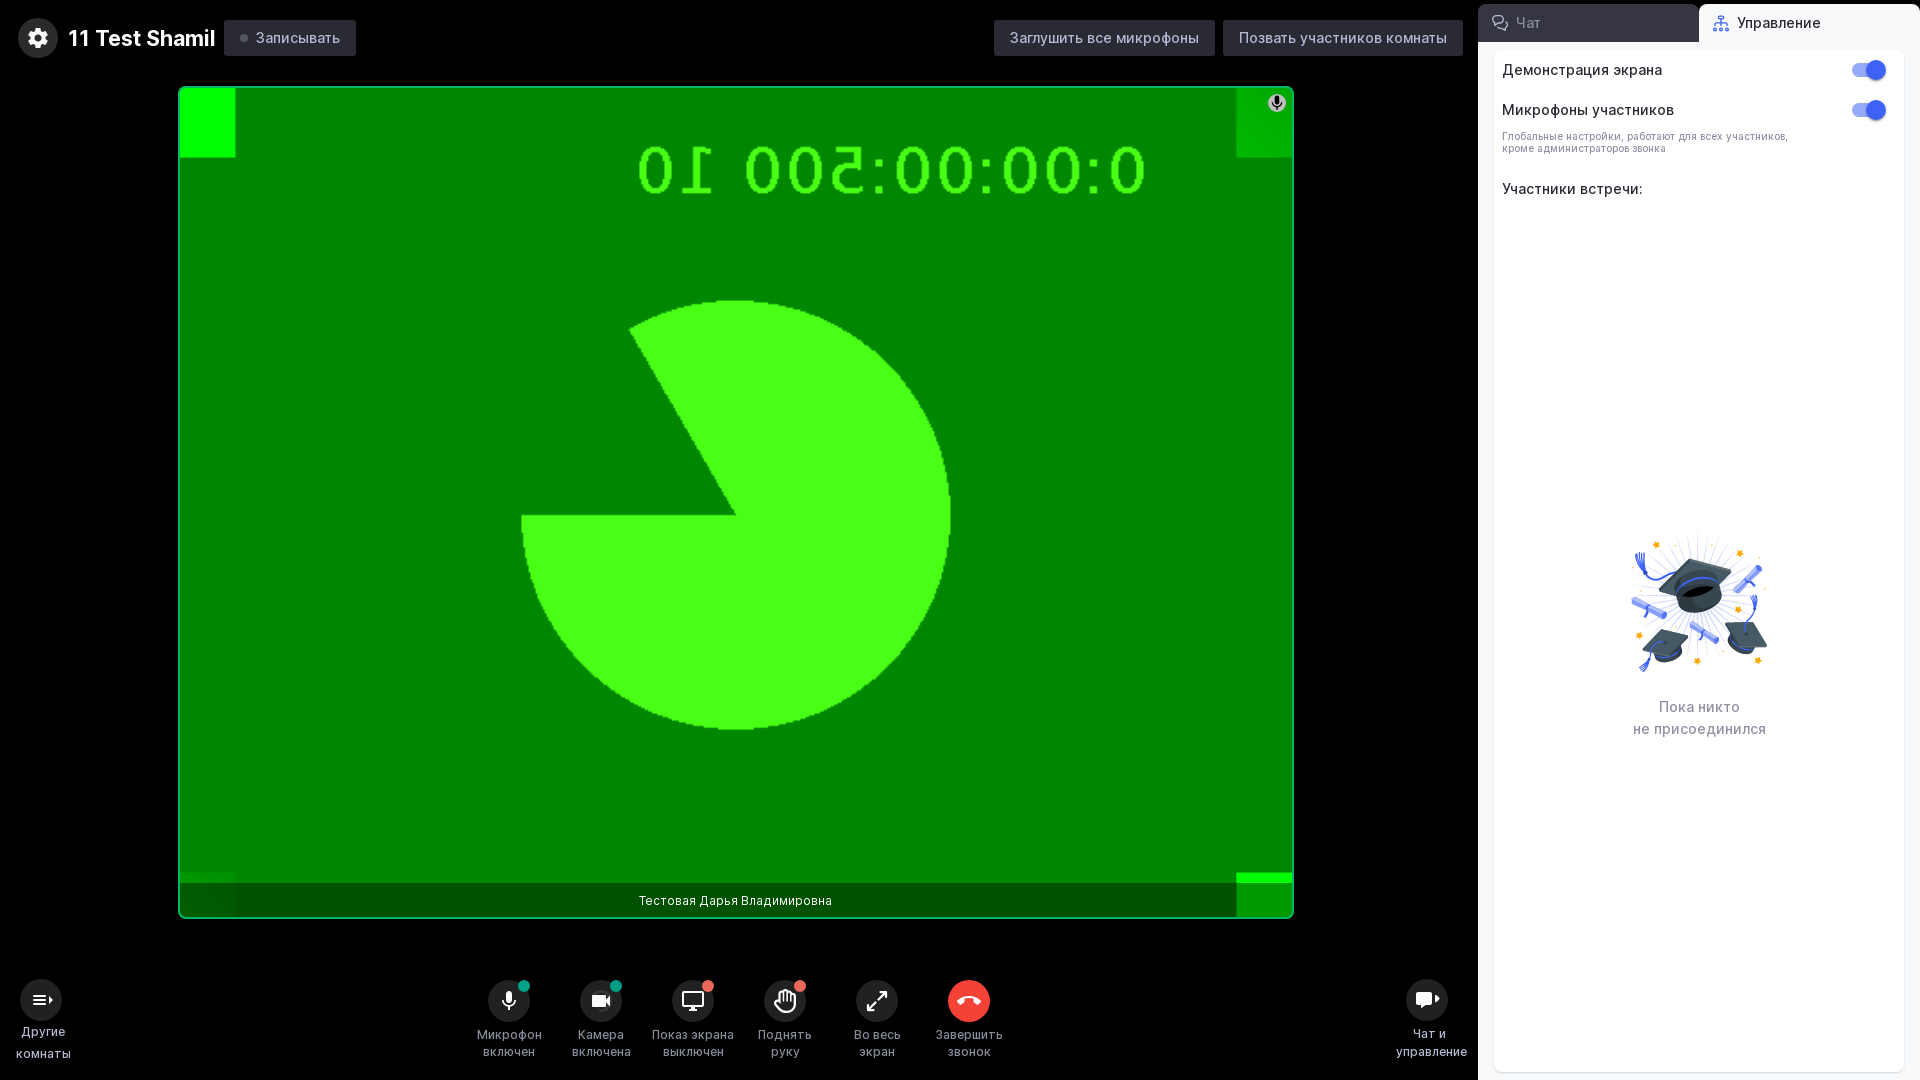 11 Test Shamil
Записывать
Заглушить все микрофоны
Позвать участников комнаты
Чат
Управление
Демонстрация экрана
Микрофоны участников
Глобальные настройки, работают для всех участников,
кроме администраторов звонка
Участники встречи:
0:00:00:500 10
Пока никто
не присоединился
Тестовая Дарья Владимировна
Другие
комнаты
Микрофон
включен
Камера
включена
Показ экрана
выключен
Поднять
руку
Во весь
экран
Завершить
звонок
Чат и
управление